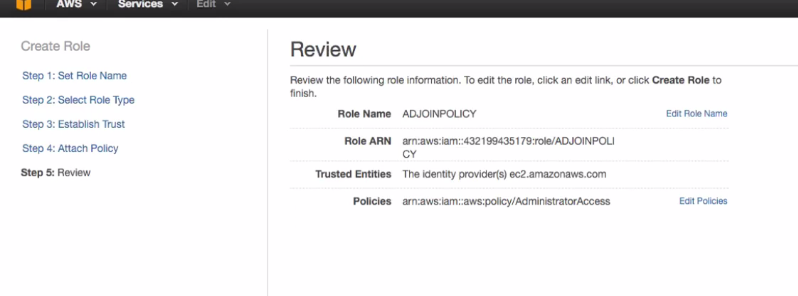 AWS Services Edit
Create Role
Step 1: Set Role Name
Step 2: Select Role Type
Step 3: Establish Trust
Step 4: Attach Policy
Step 5: Review
Review
Review the following role information. To edit the role, click an edit link, or click Create Role to
finish.
Role Name ADJOINPOLICY Edit Role Name
Role ARN arn:aws:iam::432199435179:role/ADJOINPOLI
CY
Trusted Entities The identity provider(s) ec2.amazonaws.com
Policies arn:aws:iam::aws:policy/AdministratorAccess Edit Policies